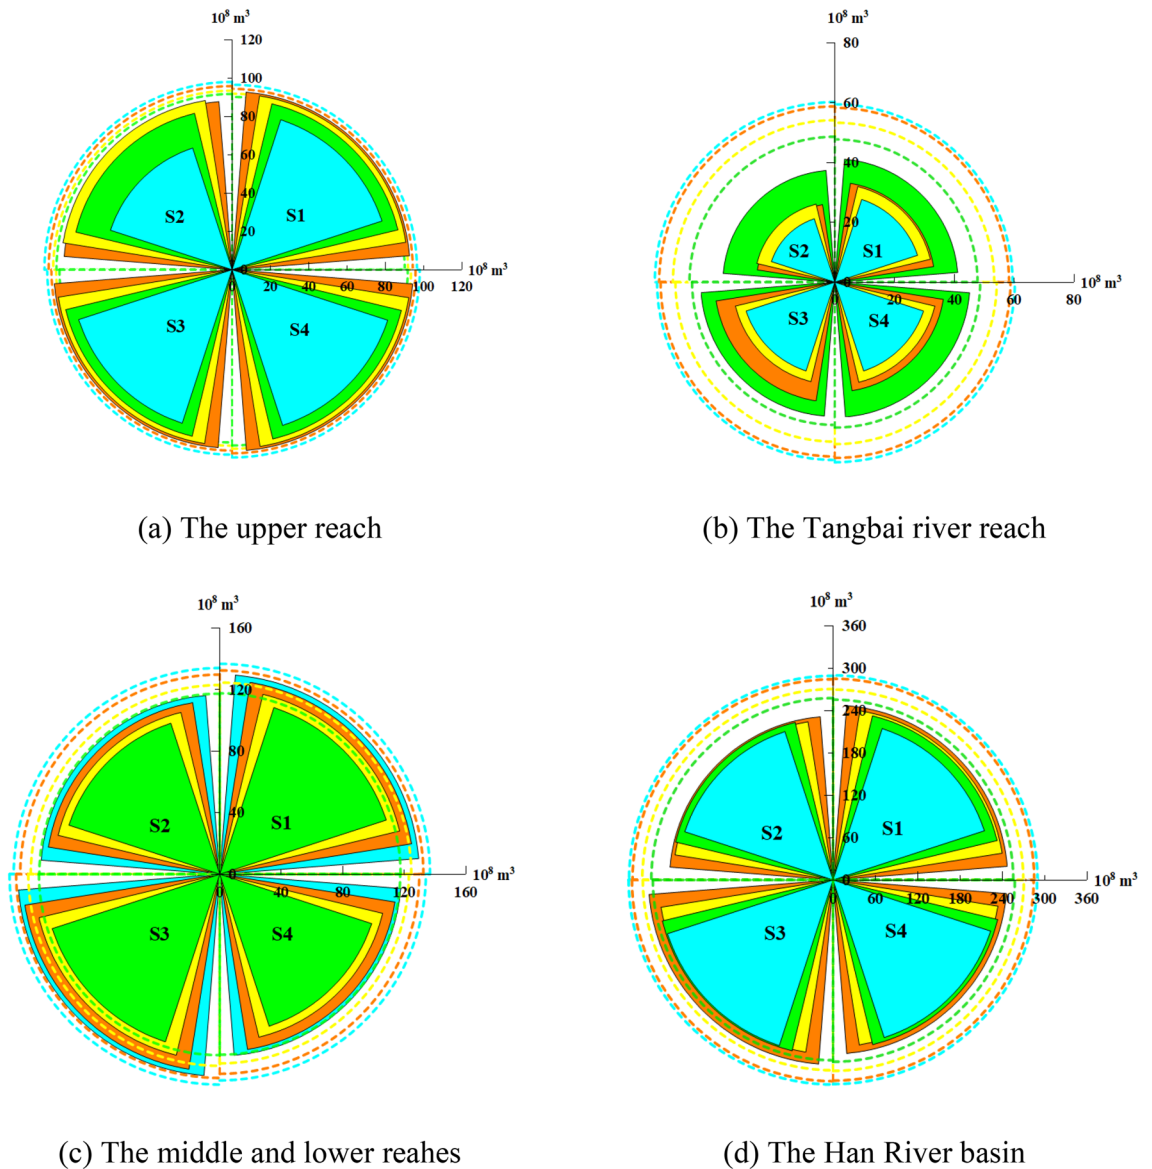 10⁸ m³
120
100
80
60
40
20
0
S2
S1
S3
S4
0 20 40 60 80 100 120
10⁸ m³
(a) The upper reach
10⁸ m³
80
60
40
20
0
S2
S1
S3
S4
0 20 40 60 80
10⁸ m³
(b) The Tangbai river reach
10⁸ m³
160
120
80
40
0
S2
S1
S3
S4
0 40 80 120 160
10⁸ m³
(c) The middle and lower reahes
10⁸ m³
360
300
240
180
120
60
0
S2
S1
S3
S4
0 60 120 180 240 300 360
10⁸ m³
(d) The Han River basin